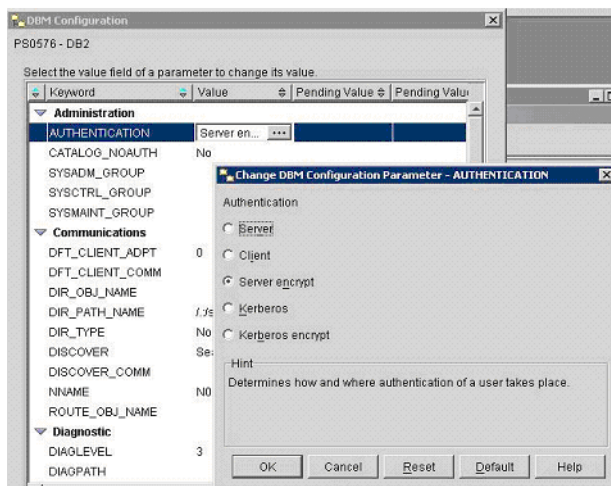 DBM Configuration
PS0576 - DB2
Select the value field of a parameter to change its value.
Keyword Value Pending Value Pending Valu
Administration
AUTHENTICATION Server en... ...
CATALOG_NOAUTH No
SYSADM_GROUP
SYSCTRL_GROUP
SYSMAINT_GROUP
Communications
DFT_CLIENT_ADPT 0
DFT_CLIENT_COMM
DIR_OBJ_NAME
DIR_PATH_NAME /.:/s
DIR_TYPE No
DISCOVER Se
DISCOVER_COMM
NNAME N0
ROUTE_OBJ_NAME
Diagnostic
DIAGLEVEL 3
DIAGPATH
Change DBM Configuration Parameter - AUTHENTICATION
Authentication
Server
Client
Server encrypt
Kerberos
Kerberos encrypt
Hint
Determines how and where authentication of a user takes place.
OK Cancel Reset Default Help